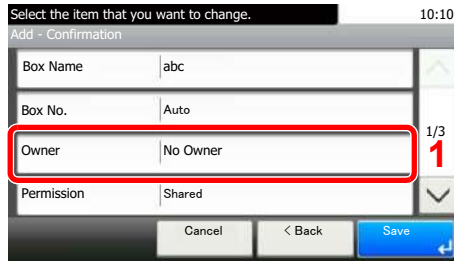 Select the item that you want to change. 10:10
Add - Confirmation
Box Name abc
Box No. Auto
1/3
Owner No Owner 1
Permission Shared
Cancel < Back Save